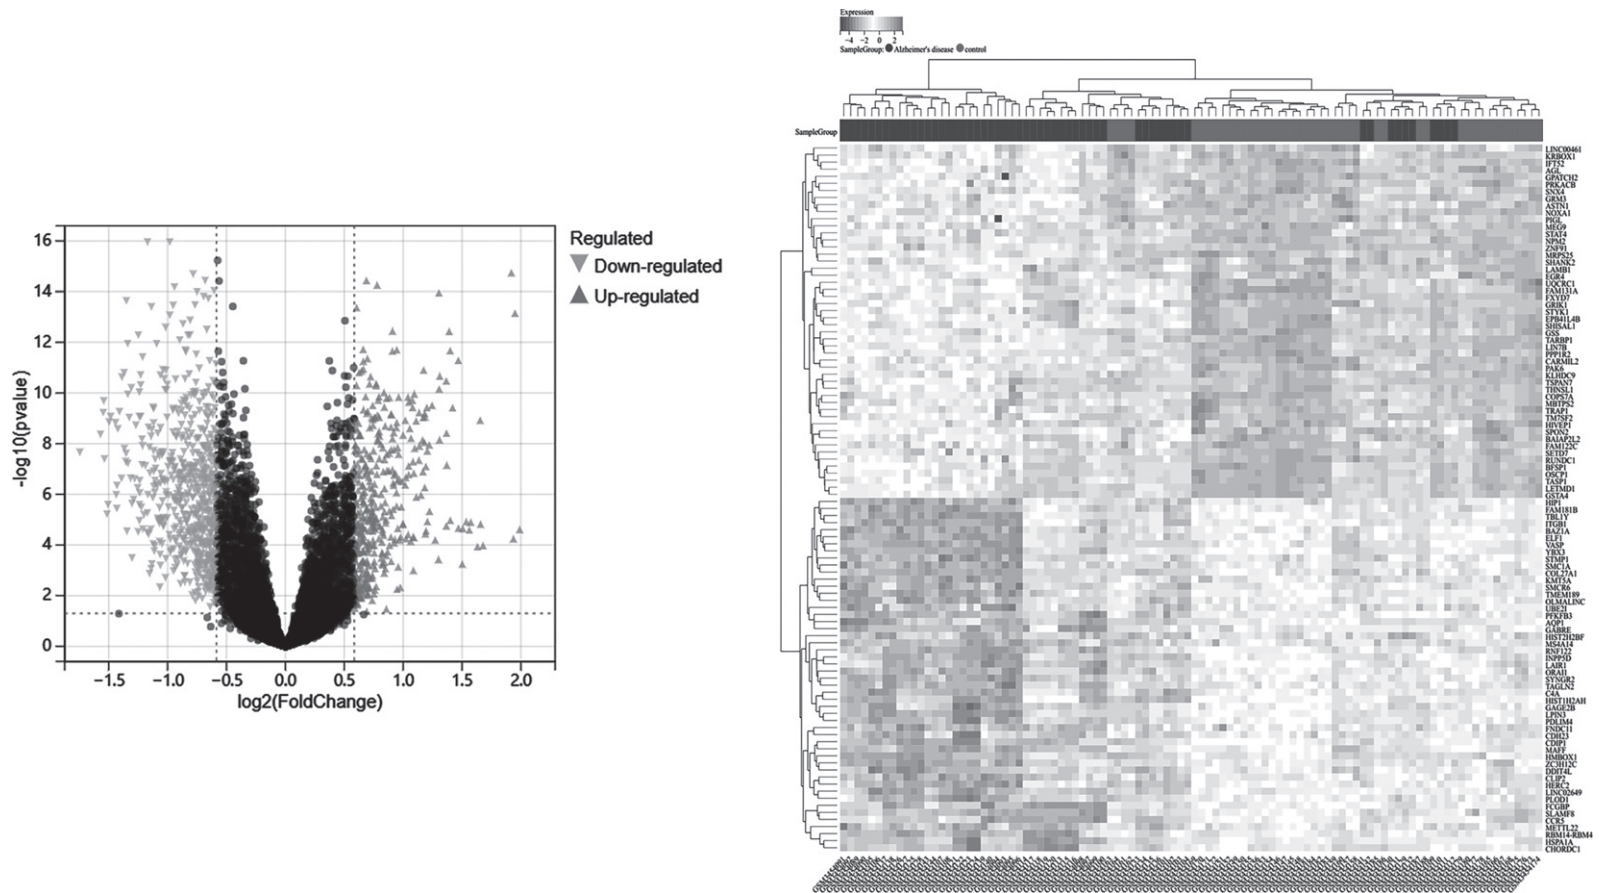 Expression
−4 −2 0 2
SampleGroup: Alzheimer's disease control
SampleGroup
LINC00461
KRBOX1
IFT52
AGL
GPATCH2
PRKACB
SNX4
GRM3
ASTN1
NOXA1
PIGL
MEG9
STAT4
NPM2
ZNF91
MRPS25
SHANK2
LAMB1
EGR4
UQCRC1
FAM131A
FXYD7
GRIK1
STYK1
EPB41L4B
SHISAL1
GSS
TARBP1
LIN7B
PPP1R2
CARMIL2
PAK6
KLHDC9
TSPAN7
THNSL1
COPS7A
MBTPS2
TRAP1
TM7SF2
HIVEP1
SPON2
BAIAP2L2
FAM122C
SETD7
RUNDC1
BFSP1
OSCP1
TASP1
LETMD1
GSTA4
HIP1
FAM181B
TBL1Y
ITGB1
BAZ1A
ELF1
VASP
YBX3
STMP1
SMC1A
COL27A1
KMT5A
SMCR6
TMEM189
OLMALINC
UBE2I
PFKFB3
AQP1
GABRE
HIST2H2BF
MS4A14
RNF122
INPP5D
LAIR1
ORAI1
SYNGR2
TAGLN2
C4A
HIST1H2AH
GAGE2B
LPIN3
PDLIM4
FNDC11
CDH23
CDIP1
MAFF
HMBOX1
ZC3H12C
DDIT4L
CLIP2
HERC2
LINC02649
PLOD1
FCGBP
SLAMF8
CCR5
METTL22
RBM14-RBM4
HSPA1A
CHORDC1
Regulated
Down-regulated
Up-regulated
16
14
12
10
8
6
4
2
0
-log10(pvalue)
−1.5 −1.0 −0.5 0.0 0.5 1.0 1.5 2.0
log2(FoldChange)